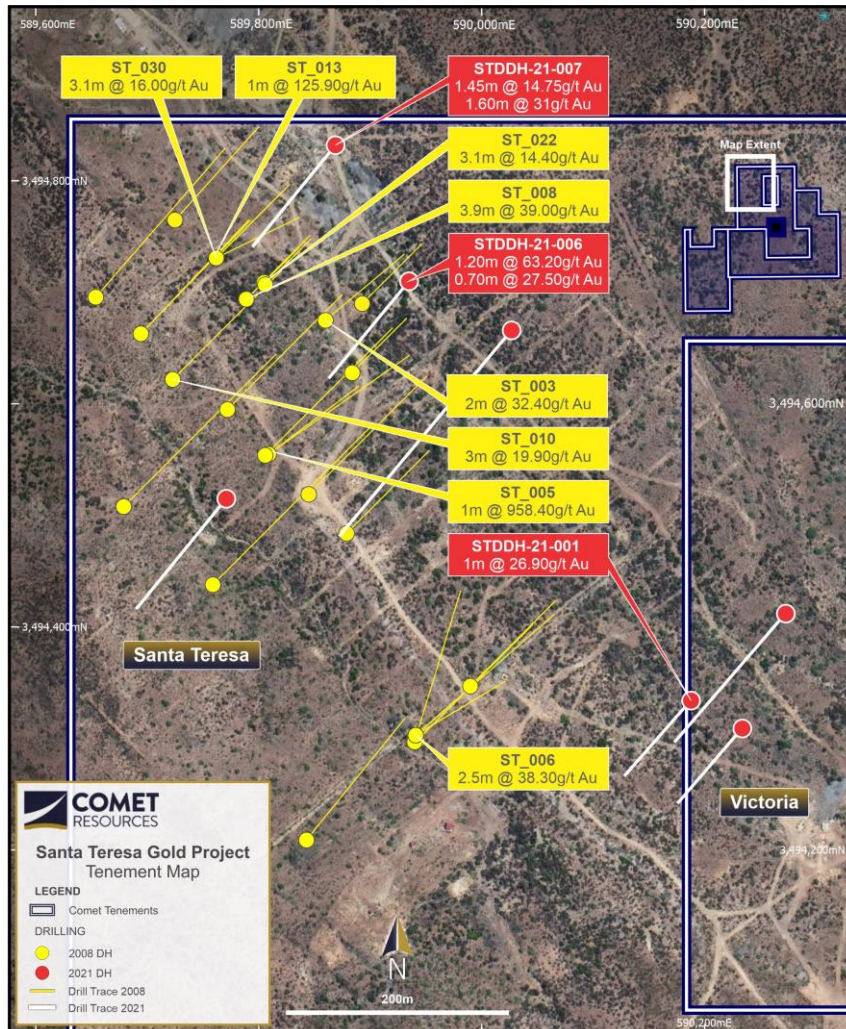 589,600mE
589,800mE
590,000mE
590,200mE
ST_030
3.1m @ 16.00g/t Au
ST_013
1m @ 125.90g/t Au
STDDH-21-007
1.45m @ 14.75g/t Au
1.60m @ 31g/t Au
ST_022
3.1m @ 14.40g/t Au
Map Extent
3,494,800mN
ST_008
3.9m @ 39.00g/t Au
STDDH-21-006
1.20m @ 63.20g/t Au
0.70m @ 27.50g/t Au
ST_003
2m @ 32.40g/t Au
3,494,600mN
ST_010
3m @ 19.90g/t Au
ST_005
1m @ 958.40g/t Au
STDDH-21-001
1m @ 26.90g/t Au
3,494,400mN
Santa Teresa
ST_006
2.5m @ 38.30g/t Au
Victoria
3,494,200mN
COMET
RESOURCES
Santa Teresa Gold Project
Tenement Map
LEGEND
Comet Tenements
DRILLING
2008 DH
2021 DH
Drill Trace 2008
Drill Trace 2021
N
200m
590,200mE